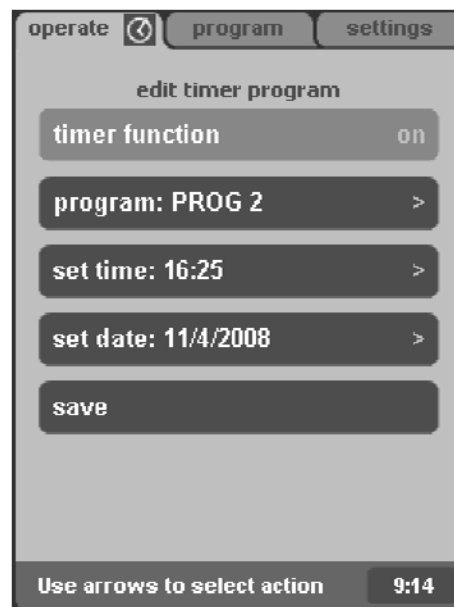 operate program settings
edit timer program
timer function on
program: PROG 2 >
set time: 16:25 >
set date: 11/4/2008 >
save
Use arrows to select action 9:14